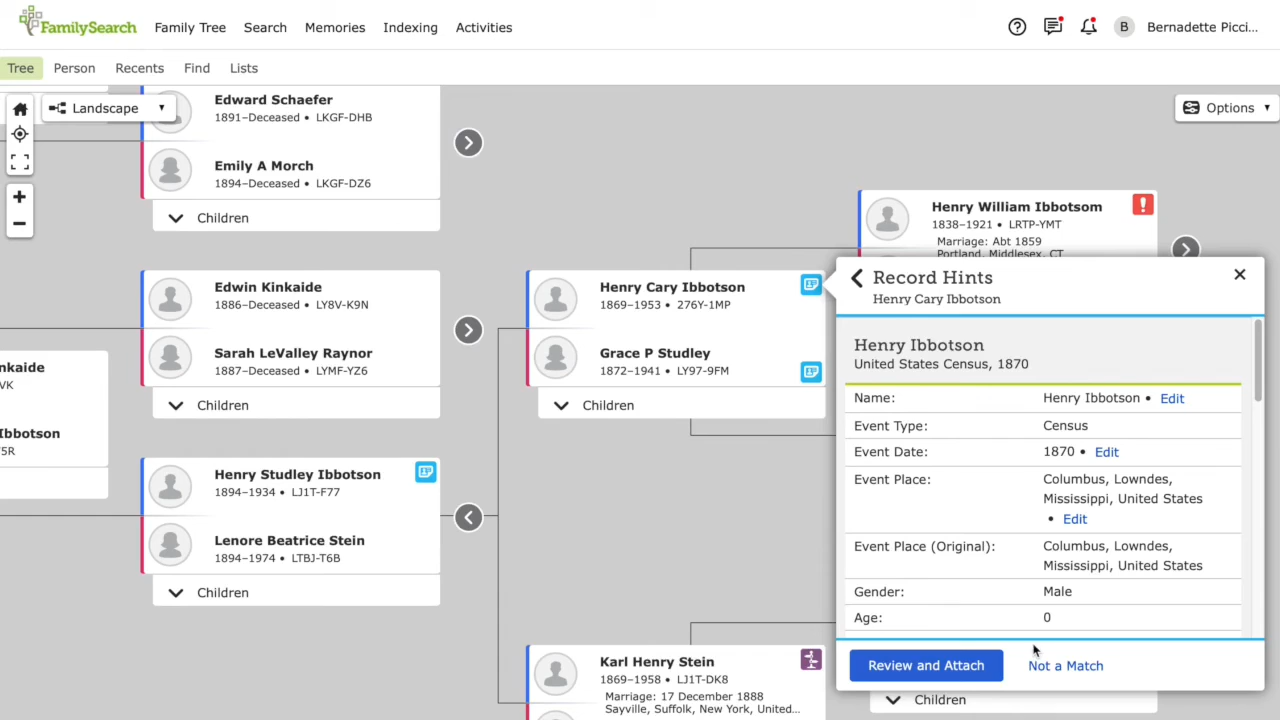 FamilySearch
Family Tree
Search
Memories
Indexing
Activities
B
Bernadette Picci...
Tree
Person
Recents
Find
Lists
Landscape
Options
Edward Schaefer
1891–Deceased • LKGF-DHB
Emily A Morch
1894–Deceased • LKGF-DZ6
Children
Edwin Kinkaide
1886–Deceased • LY8V-K9N
Sarah LeValley Raynor
1887–Deceased • LYMF-YZ6
Children
nkaide
VK
Ibbotson
5R
Henry Studley Ibbotson
1894–1934 • LJ1T-F77
Lenore Beatrice Stein
1894–1974 • LTBJ-T6B
Children
Henry Cary Ibbotson
1869–1953 • 276Y-1MP
Grace P Studley
1872–1941 • LY97-9FM
Children
Karl Henry Stein
1869–1958 • LJ1T-DK8
Marriage: 17 December 1888
Sayville, Suffolk, New York, United...
Henry William Ibbotsom
1838–1921 • LRTP-YMT
Marriage: Abt 1859
Portland, Middlesex, CT
Record Hints
Henry Cary Ibbotson
Henry Ibbotson
United States Census, 1870
Name: Henry Ibbotson • Edit
Event Type: Census
Event Date: 1870 • Edit
Event Place: Columbus, Lowndes,
Mississippi, United States
• Edit
Event Place (Original): Columbus, Lowndes,
Mississippi, United States
Gender: Male
Age: 0
Review and Attach
Not a Match
Children